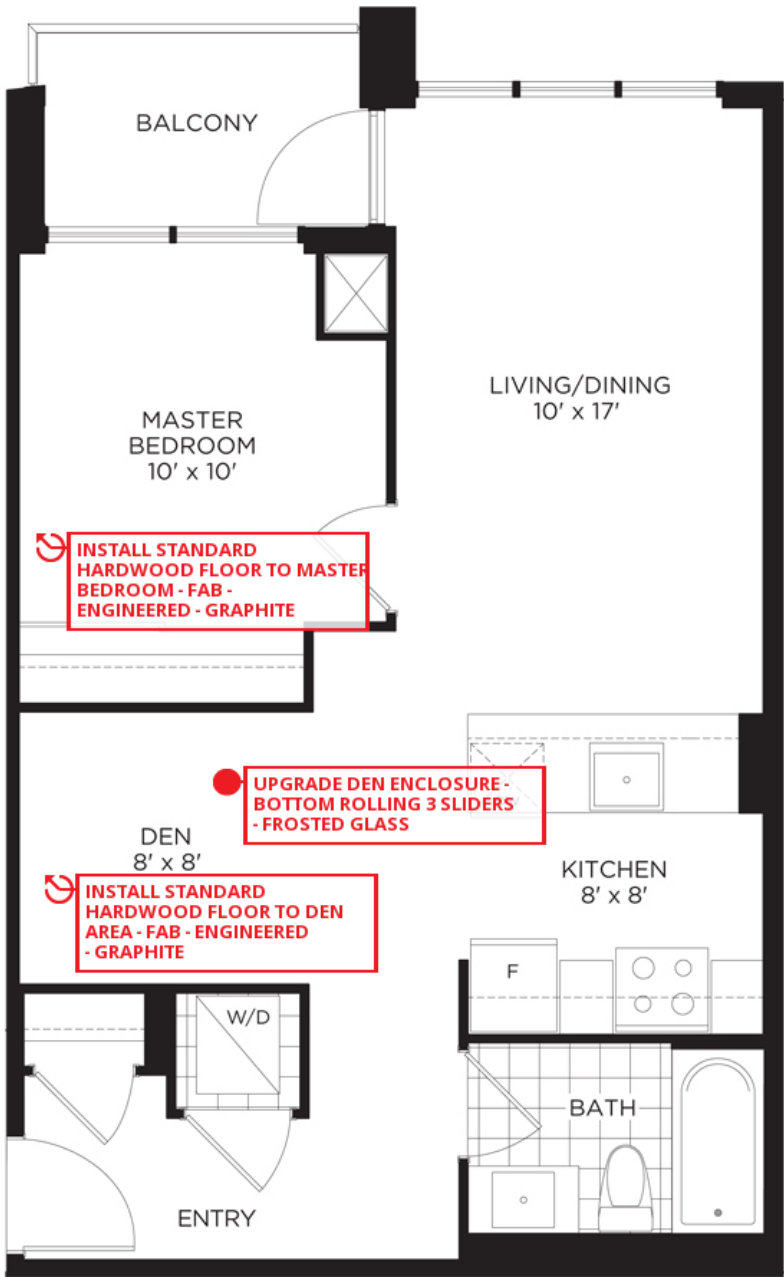 BALCONY
LIVING/DINING
10' x 17'
MASTER
BEDROOM
10' x 10'
INSTALL STANDARD
HARDWOOD FLOOR TO MASTER
BEDROOM - FAB -
ENGINEERED - GRAPHITE
UPGRADE DEN ENCLOSURE -
BOTTOM ROLLING 3 SLIDERS
- FROSTED GLASS
DEN
8' x 8'
KITCHEN
8' x 8'
INSTALL STANDARD
HARDWOOD FLOOR TO DEN
AREA - FAB - ENGINEERED
- GRAPHITE
F
W/D
BATH
ENTRY